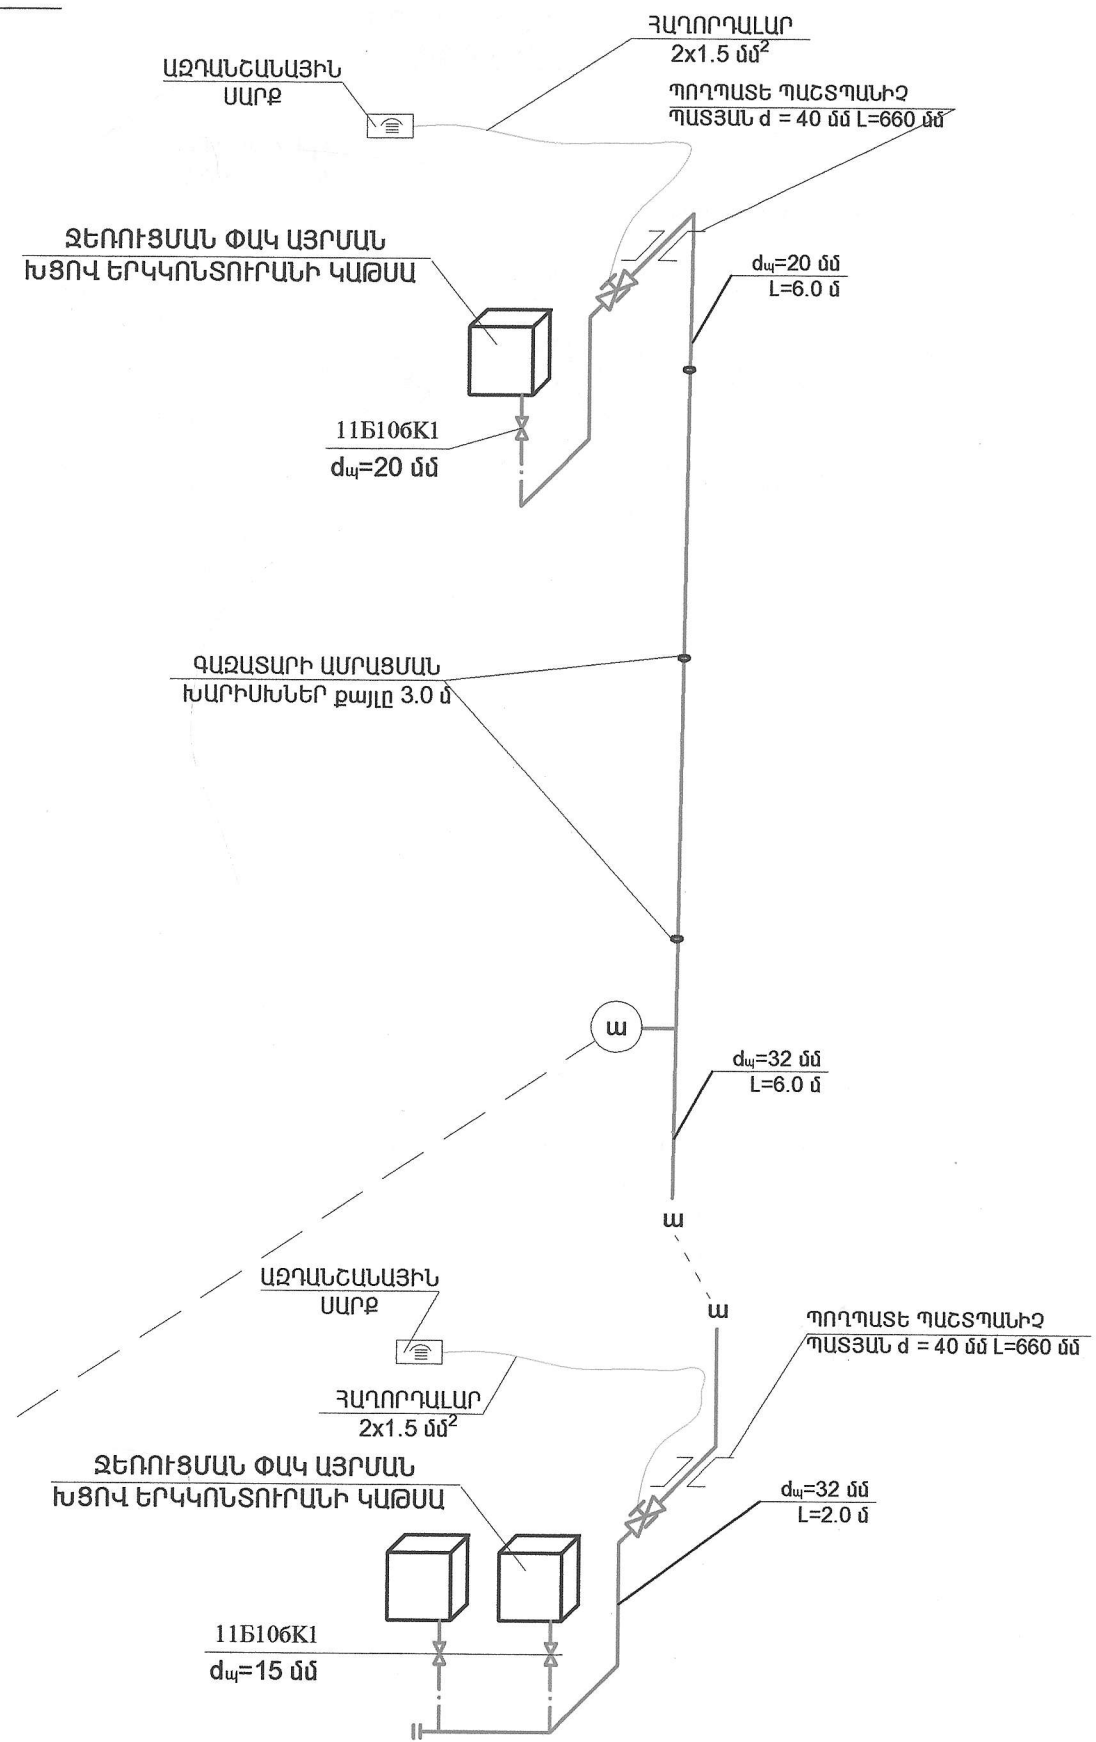 ՀԱՂՈՐԴԱԼԱՐ
2x1.5 մմ²
ԱԶԴԱՆՇԱՆԱՅԻՆ
ՍԱՐՔ
ՊՈՂՊԱՏԵ ՊԱՇՏՊԱՆԻՉ
ՊԱՏՅԱՆ d = 40 մմ L=660 մմ
ՋԵՌՈՒՑՄԱՆ ՓԱԿ ԱՅՐՄԱՆ
ԽՑՈՎ ԵՐԿԿՈՆՏՈՒՐԱՆԻ ԿԱԹՍԱ
dպ=20 մմ
L=6.0 մ
11Б10бК1
dպ=20 մմ
ԳԱԶԱՏԱՐԻ ԱՄՐԱՑՄԱՆ
ԽԱՐԻՍԽՆԵՐ քայլը 3.0 մ
ա
dպ=32 մմ
L=6.0 մ
ա
ԱԶԴԱՆՇԱՆԱՅԻՆ
ՍԱՐՔ
ա
ՊՈՂՊԱՏԵ ՊԱՇՏՊԱՆԻՉ
ՊԱՏՅԱՆ d = 40 մմ L=660 մմ
ՀԱՂՈՐԴԱԼԱՐ
2x1.5 մմ²
ՋԵՌՈՒՑՄԱՆ ՓԱԿ ԱՅՐՄԱՆ
ԽՑՈՎ ԵՐԿԿՈՆՏՈՒՐԱՆԻ ԿԱԹՍԱ
dպ=32 մմ
L=2.0 մ
11Б10бК1
dպ=15 մմ